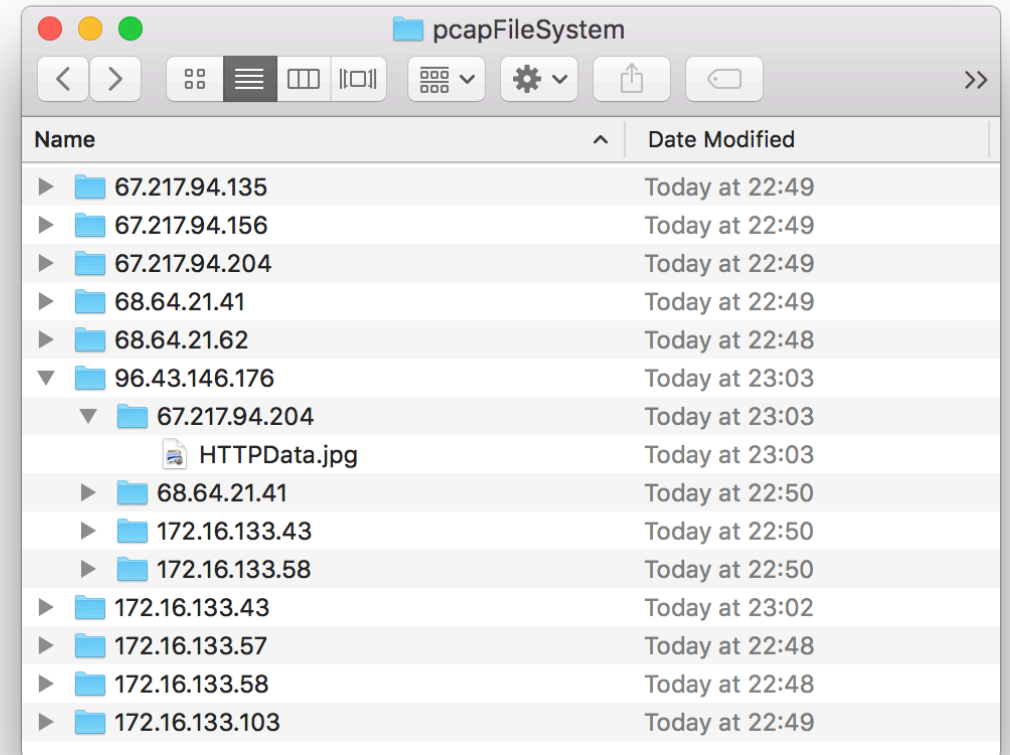 pcapFileSystem
Name Date Modified
67.217.94.135 Today at 22:49
67.217.94.156 Today at 22:49
67.217.94.204 Today at 22:49
68.64.21.41 Today at 22:49
68.64.21.62 Today at 22:48
96.43.146.176 Today at 23:03
67.217.94.204 Today at 23:03
HTTPData.jpg Today at 23:03
68.64.21.41 Today at 22:50
172.16.133.43 Today at 22:50
172.16.133.58 Today at 22:50
172.16.133.43 Today at 23:02
172.16.133.57 Today at 22:48
172.16.133.58 Today at 22:48
172.16.133.103 Today at 22:49